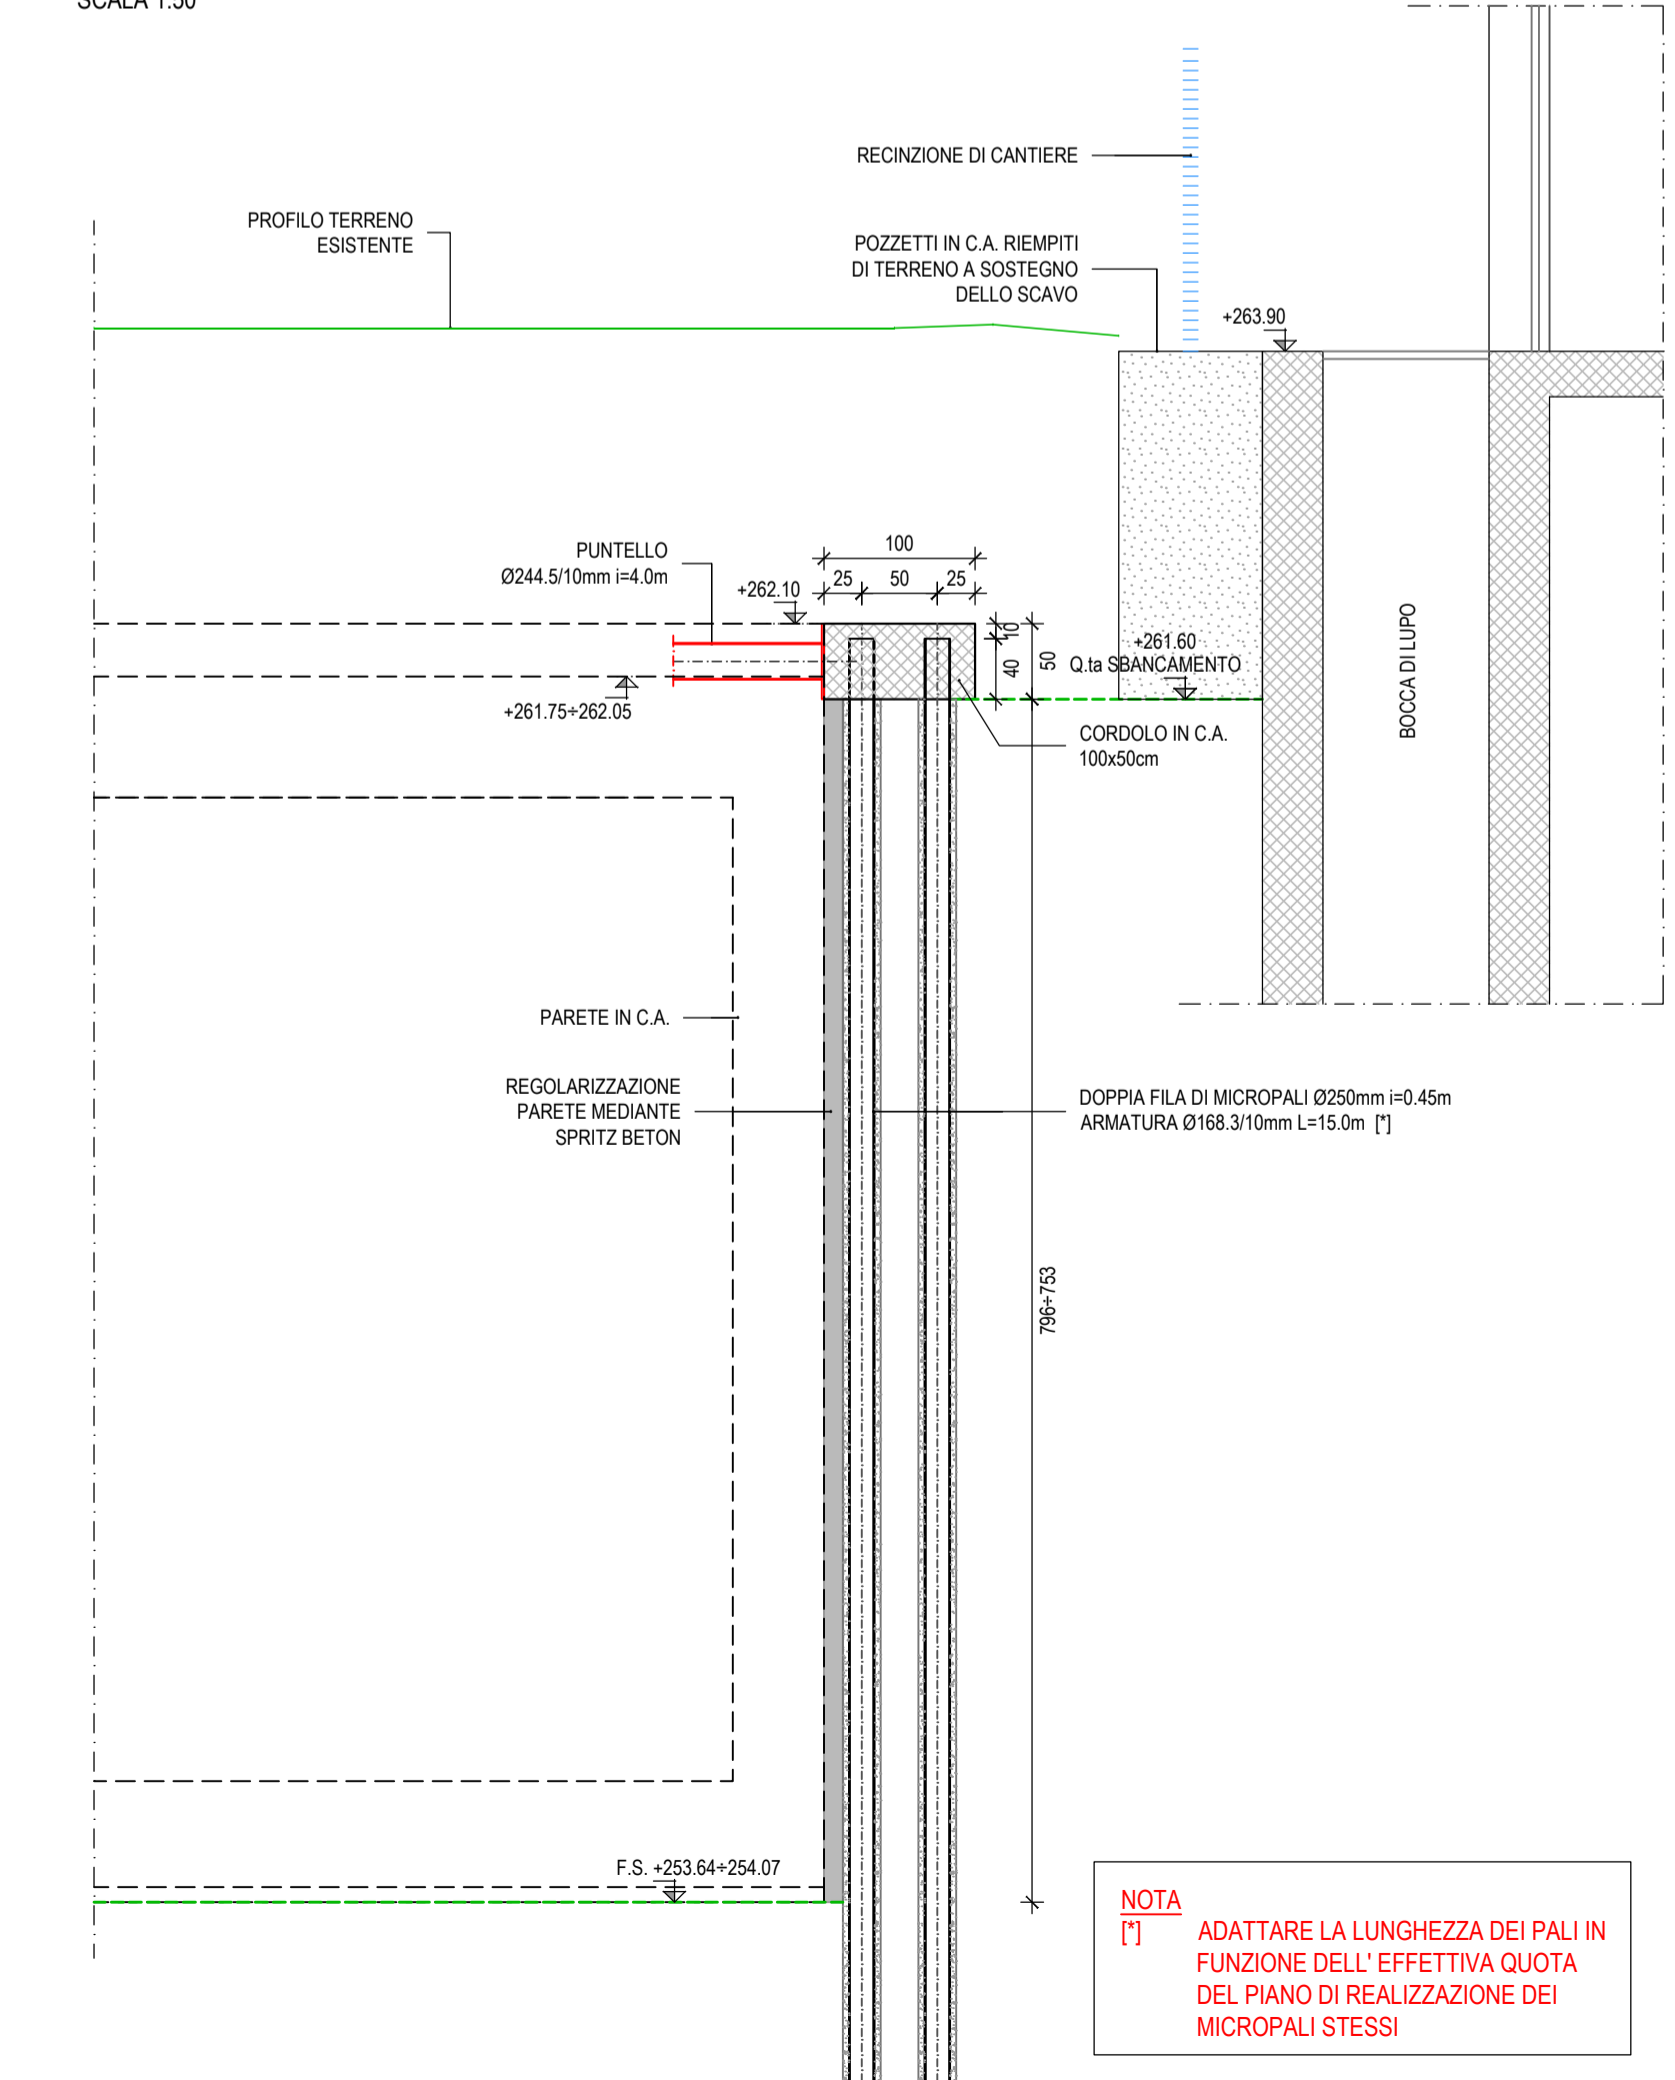 SCALA 1:50
RECINZIONE DI CANTIERE
PROFILO TERRENO
ESISTENTE
POZZETTI IN C.A. RIEMPITI
DI TERRENO A SOSTEGNO
DELLO SCAVO
+263.90
PUNTELLO
Ø244.5/10mm i=4.0m
100
25
50
25
+262.10
10
40
50
+261.60
Q.ta SBANCAMENTO
BOCCA DI LUPO
+261.75÷262.05
CORDOLO IN C.A.
100x50cm
PARETE IN C.A.
REGOLARIZZAZIONE
PARETE MEDIANTE
SPRITZ BETON
DOPPIA FILA DI MICROPALI Ø250mm i=0.45m
ARMATURA Ø168.3/10mm L=15.0m [*]
796÷753
F.S. +253.64÷254.07
NOTA
[*] ADATTARE LA LUNGHEZZA DEI PALI IN
FUNZIONE DELL' EFFETTIVA QUOTA
DEL PIANO DI REALIZZAZIONE DEI
MICROPALI STESSI